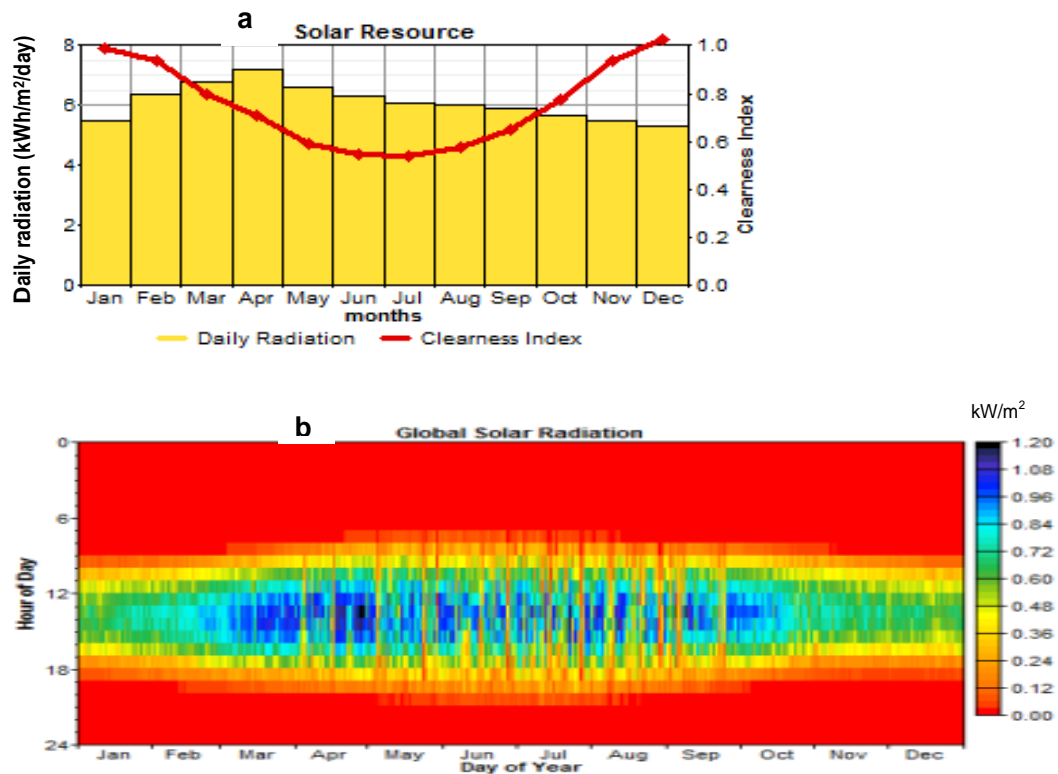 a
Solar Resource
Daily radiation (kWh/m²/day)
8
6
4
2
0
1.0
0.8
0.6
0.4
0.2
0.0
Clearness Index
Jan Feb Mar Apr May Jun Jul Aug Sep Oct Nov Dec
months
Daily Radiation Clearness Index
b
Global Solar Radiation
kW/m²
Hour of Day
0
6
12
18
24
1.20
1.08
0.96
0.84
0.72
0.60
0.48
0.36
0.24
0.12
0.00
Jan Feb Mar Apr May Jun Jul Aug Sep Oct Nov Dec
Day of Year